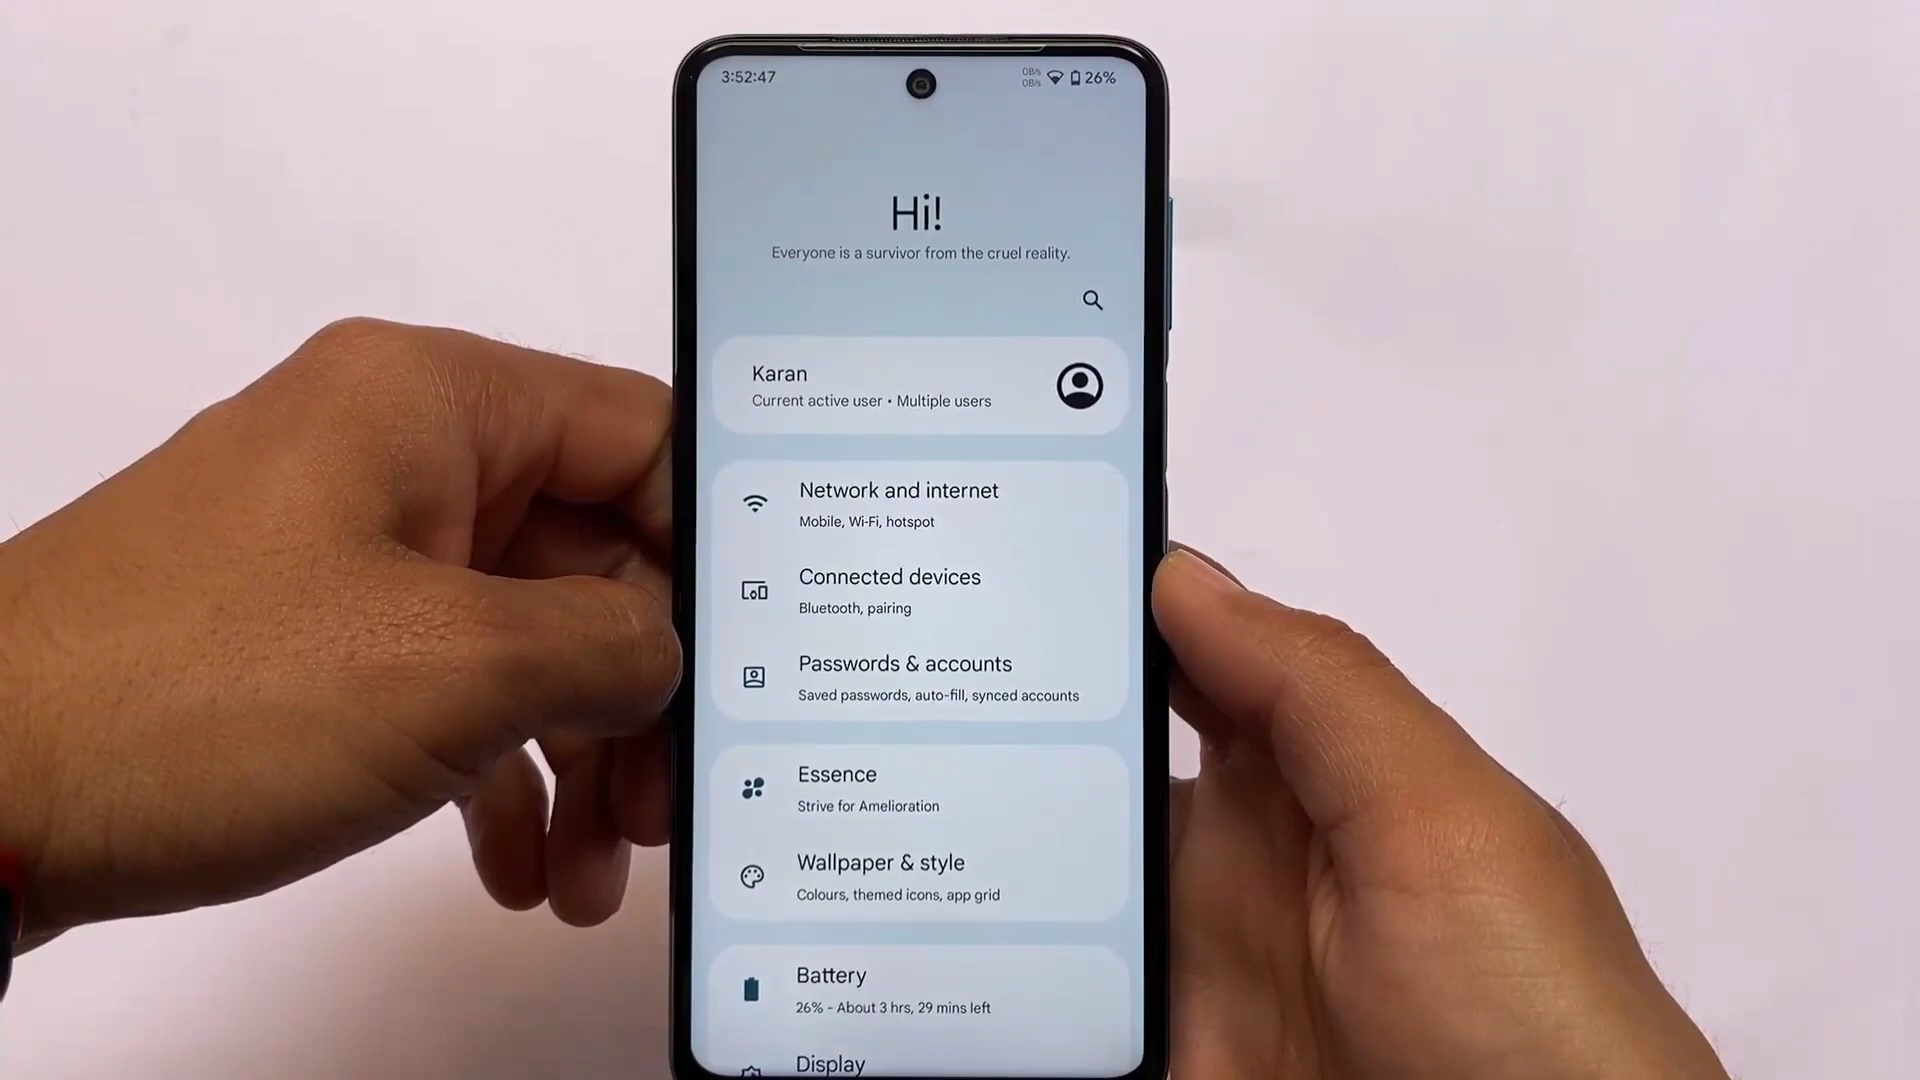 3:52:47
0B/s
0B/s
26%
Hi!
Everyone is a survivor from the cruel reality.
Karan
Current active user • Multiple users
Network and internet
Mobile, Wi-Fi, hotspot
Connected devices
Bluetooth, pairing
Passwords & accounts
Saved passwords, auto-fill, synced accounts
Essence
Strive for Amelioration
Wallpaper & style
Colours, themed icons, app grid
Battery
26% - About 3 hrs, 29 mins left
Display